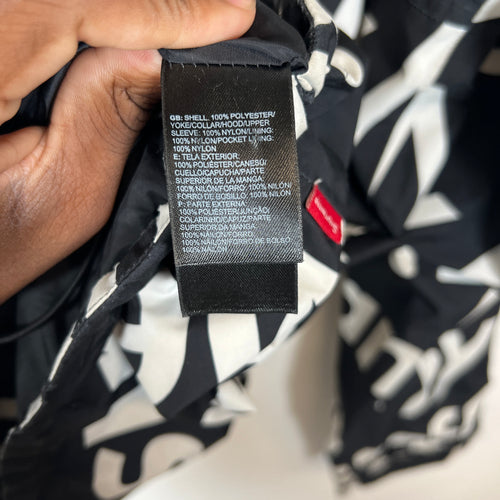 GB: SHELL, 100% POLYESTER/
YOKE/COLLAR/HOOD/UPPER
SLEEVE: 100% NYLON/LINING:
100% NYLON/POCKET LINING:
100% NYLON
E: TELA EXTERIOR:
100% POLIÉSTER/CANESÚ/
CUELLO/CAPUCHA/PARTE
SUPERIOR DE LA MANGA:
100% NILÓN/FORRO: 100% NILÓN/
FORRO DE BOSILLO: 100% NILÓN
P: PARTE EXTERNA:
100% POLIÉSTER/JUNÇÃO/
COLARINHO/CAPUZ/PARTE
SUPERIOR DA MANGA:
100% NÁILON/FORRO:
100% NÁILON/FORRO DE BOLSO:
100% NÁILON